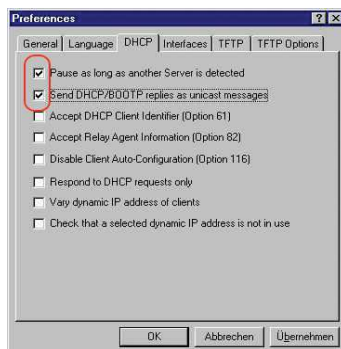 Preferences
General Language DHCP Interfaces TFTP TFTP Options
Pause as long as another Server is detected
Send DHCP/BOOTP replies as unicast messages
Accept DHCP Client Identifier (Option 61)
Accept Relay Agent Information (Option 82)
Disable Client Auto-Configuration (Option 116)
Respond to DHCP requests only
Vary dynamic IP address of clients
Check that a selected dynamic IP address is not in use
OK Abbrechen Übernehmen